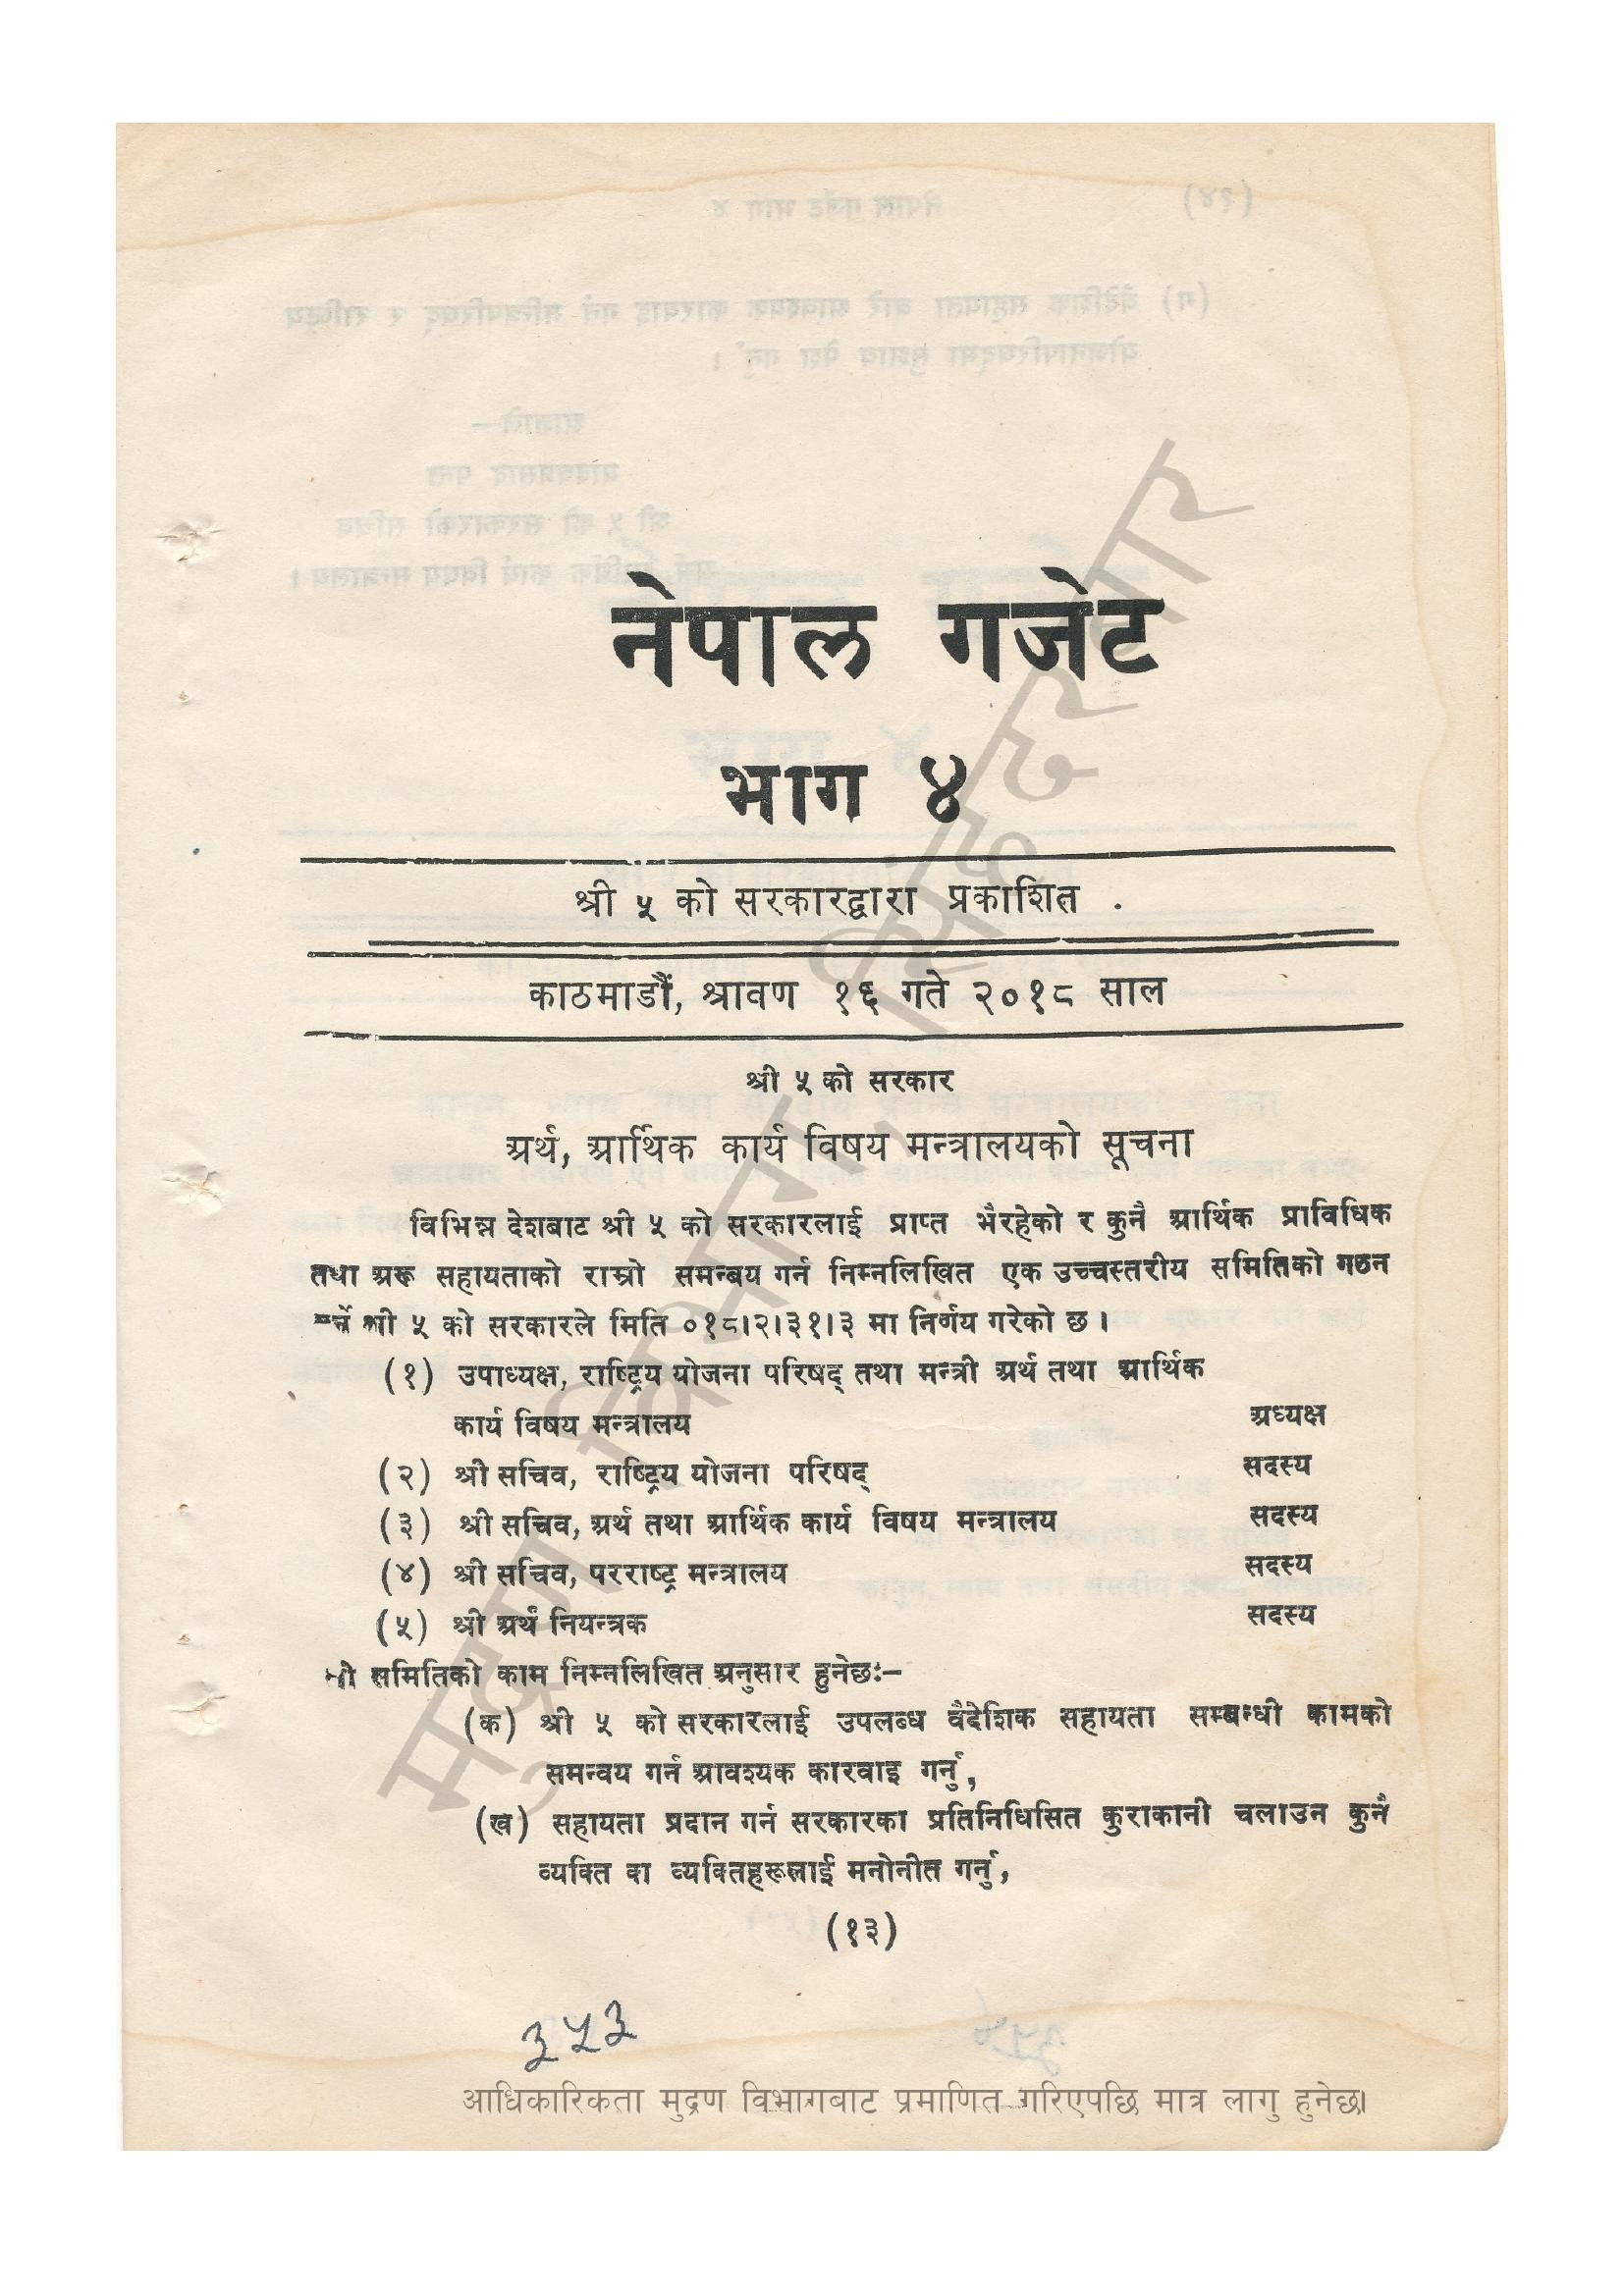 नेपाल गजेट
भाग ४
श्री ५ को सरकारद्वारा प्रकाशित
काठमाडौं, श्रावण १६ गते २०१८ साल
श्री ५ को सरकार
अर्थ, आर्थिक कार्य विषय मन्त्रालयको सूचना
विभिन्न देशबाट श्री ५ को सरकारलाई प्राप्त भैरहेको र कुनै आर्थिक प्राविधिक
तथा अरू सहायताको राम्रो समन्वय गर्न निम्नलिखित एक उच्चस्तरीय समितिको गठन
गर्ने श्री ५ को सरकारले मिति ०१८।२।३१।३ मा निर्णय गरेको छ ।
(१) उपाध्यक्ष, राष्ट्रिय योजना परिषद् तथा मन्त्री अर्थ तथा आर्थिक
कार्य विषय मन्त्रालय अध्यक्ष
(२) श्री सचिव, राष्ट्रिय योजना परिषद् सदस्य
(३) श्री सचिव, अर्थ तथा आर्थिक कार्य विषय मन्त्रालय सदस्य
(४) श्री सचिव, परराष्ट्र मन्त्रालय सदस्य
(५) श्री अर्थ नियन्त्रक सदस्य
समितिको काम निम्नलिखित अनुसार हुनेछः–
(क) श्री ५ को सरकारलाई उपलब्ध वैदेशिक सहायता सम्बन्धी कामको
समन्वय गर्न आवश्यक कारवाइ गर्नु,
(ख) सहायता प्रदान गर्न सरकारका प्रतिनिधिसित कुराकानी चलाउन कुनै
व्यक्ति वा व्यक्तिहरूलाई मनोनीत गर्नु,
(१३)
३५३
आधिकारिकता मुद्रण विभागबाट प्रमाणित गरिएपछि मात्र लागु हुनेछ।
मुद्रण विभाग, सिंहदरबार